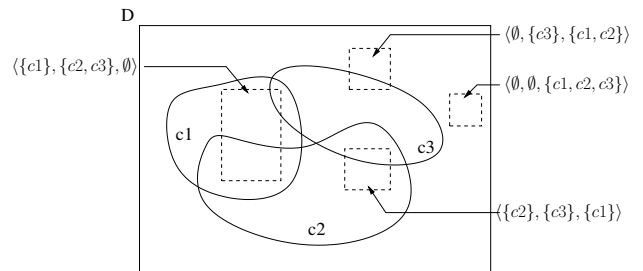 D
⟨∅, {c3}, {c1, c2}⟩
⟨{c1}, {c2, c3}, ∅⟩
⟨∅, ∅, {c1, c2, c3}⟩
c1
c3
⟨{c2}, {c3}, {c1}⟩
c2